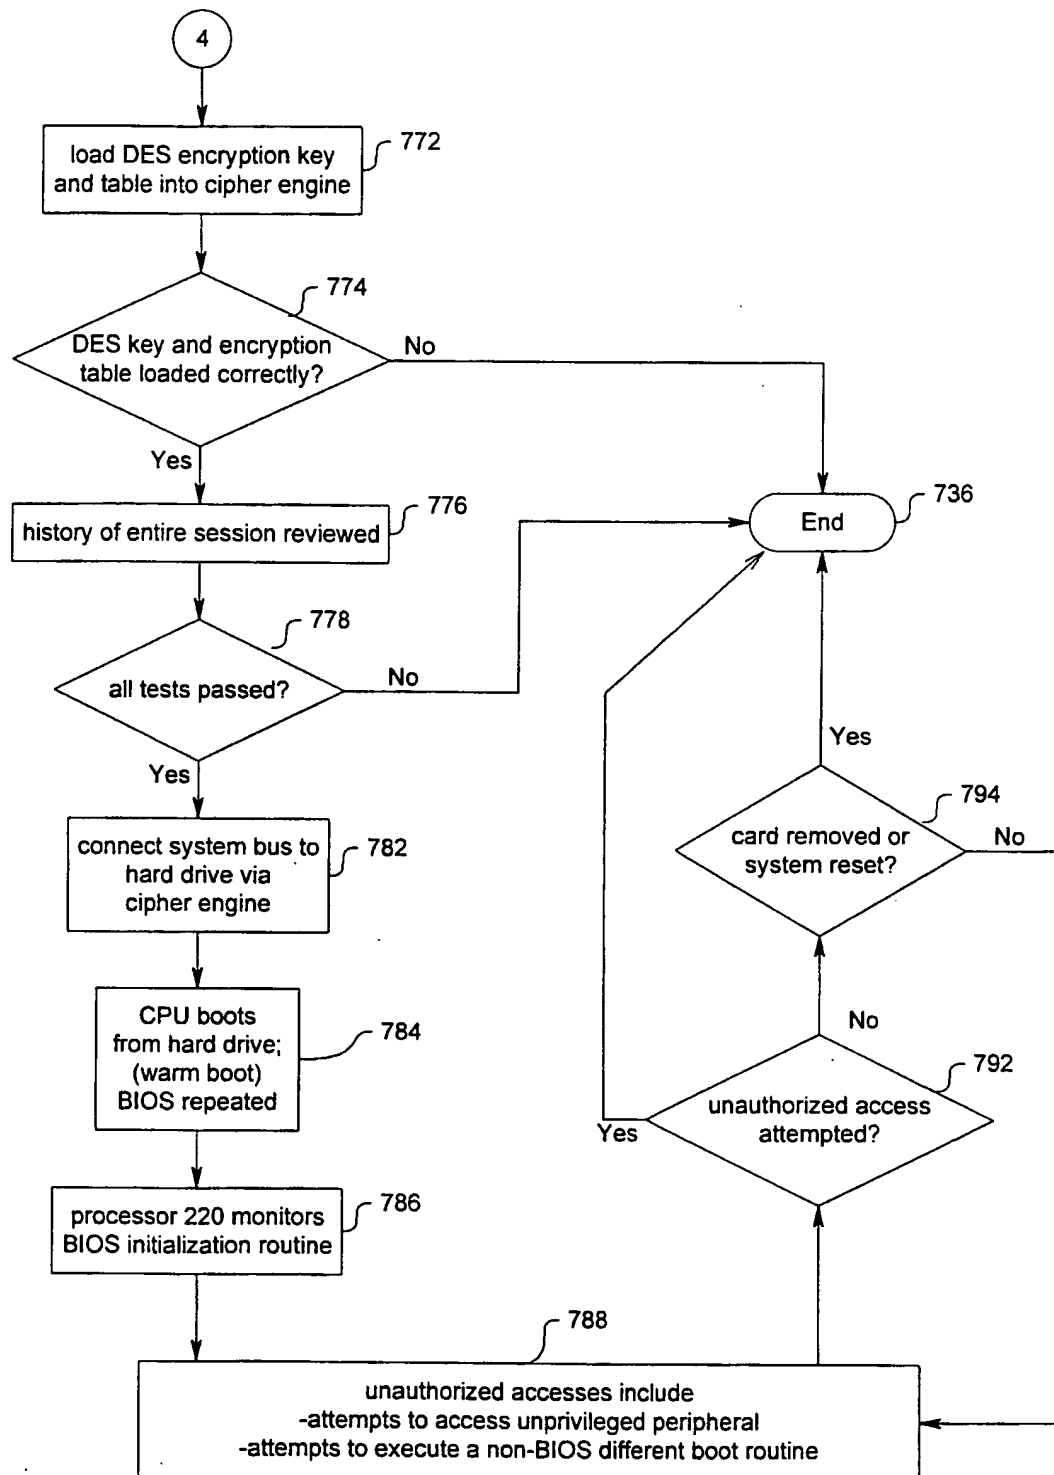 4
load DES encryption key
and table into cipher engine
772
774
DES key and encryption
table loaded correctly?
No
Yes
history of entire session reviewed
776
End
736
778
all tests passed?
No
Yes
connect system bus to
hard drive via
cipher engine
782
CPU boots
from hard drive;
(warm boot)
BIOS repeated
784
processor 220 monitors
BIOS initialization routine
786
788
unauthorized accesses include
-attempts to access unprivileged peripheral
-attempts to execute a non-BIOS different boot routine
792
unauthorized access
attempted?
Yes
No
794
card removed or
system reset?
No
Yes